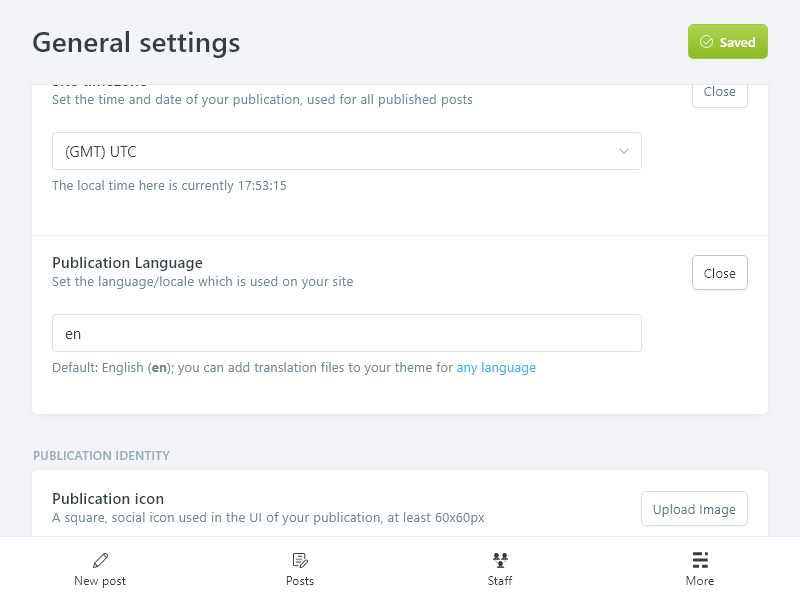 General settings
Saved
Site timezone
Set the time and date of your publication, used for all published posts
Close
(GMT) UTC
The local time here is currently 17:53:15
Publication Language
Set the language/locale which is used on your site
Close
en
Default: English (en); you can add translation files to your theme for any language
PUBLICATION IDENTITY
Publication icon
A square, social icon used in the UI of your publication, at least 60x60px
Upload Image
New post
Posts
Staff
More